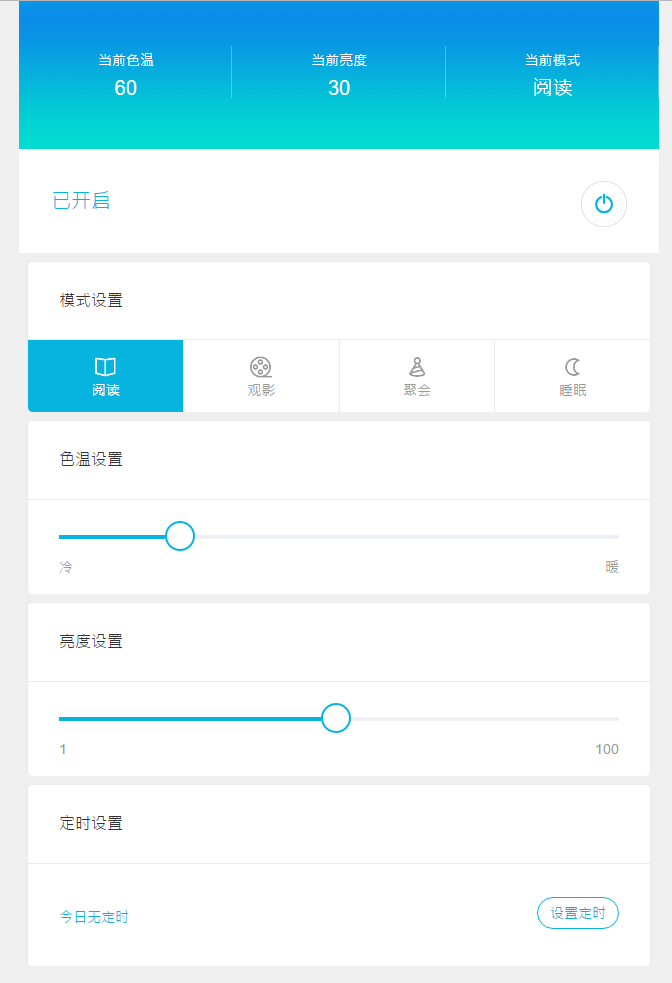 当前色温 当前亮度 当前模式
60 30 阅读
已开启
模式设置
阅读 观影 聚会 睡眠
色温设置
冷 暖
亮度设置
1 100
定时设置
今日无定时 设置定时